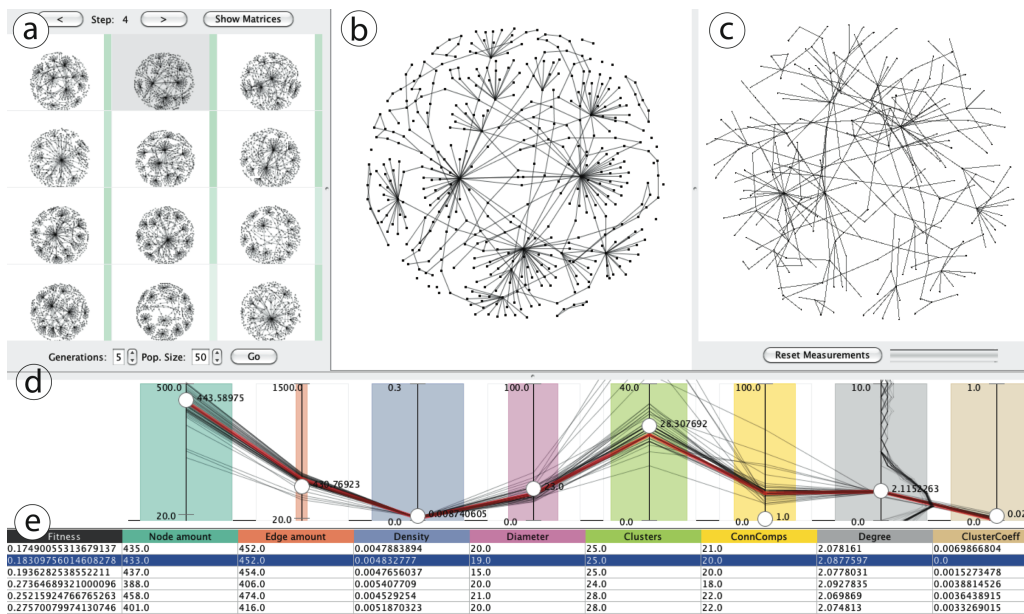 a
< Step: 4 > Show Matrices
b
c
Generations: 5 Pop. Size: 50 Go
Reset Measurements
d
500.0 1500.0 0.3 100.0 40.0 100.0 10.0 1.0
443.58975
28.307692
439.76923 23.0 2.1152263
20.0 20.0 0.0 0.008740605 0.0 0.0 0.0 1.0 0.0 0.0 0.02
e
Fitness Node amount Edge amount Density Diameter Clusters ConnComps Degree ClusterCoeff
0.17490055313679137 435.0 452.0 0.0047883894 20.0 25.0 21.0 2.078161 0.0069866804
0.18309756014608278 433.0 452.0 0.004832777 19.0 25.0 20.0 2.0877597 0.0
0.1936282538552211 437.0 454.0 0.0047656037 15.0 25.0 20.0 2.0778031 0.0015273478
0.27364689321000096 388.0 406.0 0.005407709 20.0 24.0 18.0 2.0927835 0.0038814526
0.25215924766765263 458.0 474.0 0.004529254 21.0 28.0 22.0 2.069869 0.0036438915
0.27570079974130746 401.0 416.0 0.0051870323 20.0 28.0 22.0 2.074813 0.0033269015